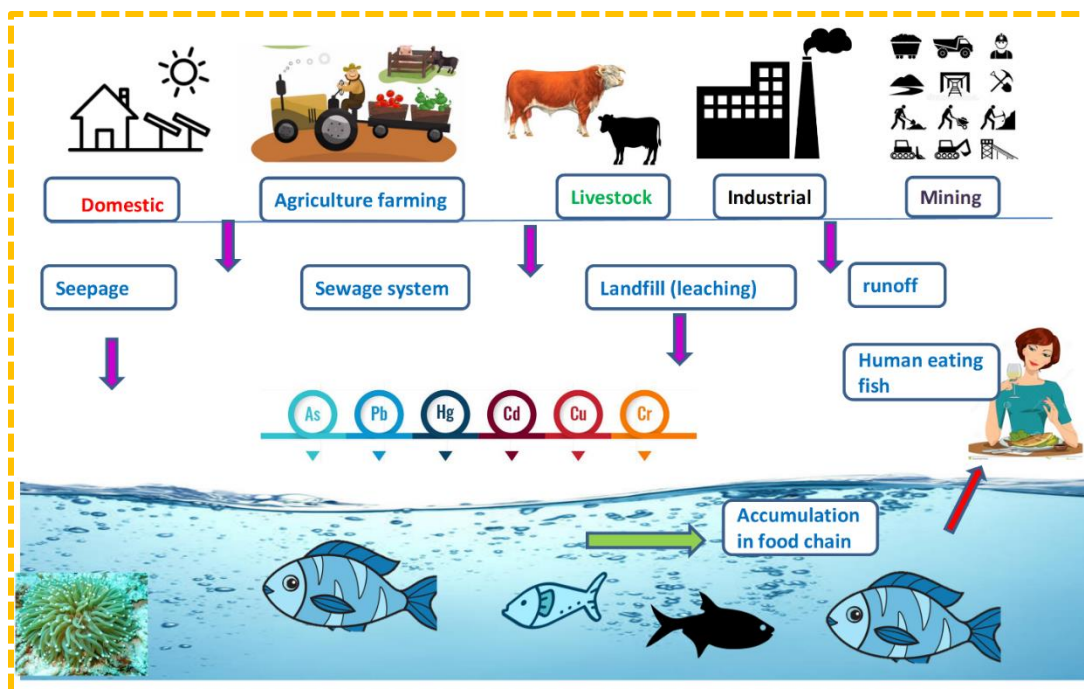 Domestic
Agriculture farming
Livestock
Industrial
Mining
Seepage
Sewage system
Landfill (leaching)
runoff
Human eating
fish
As
Pb
Hg
Cd
Cu
Cr
Accumulation
in food chain